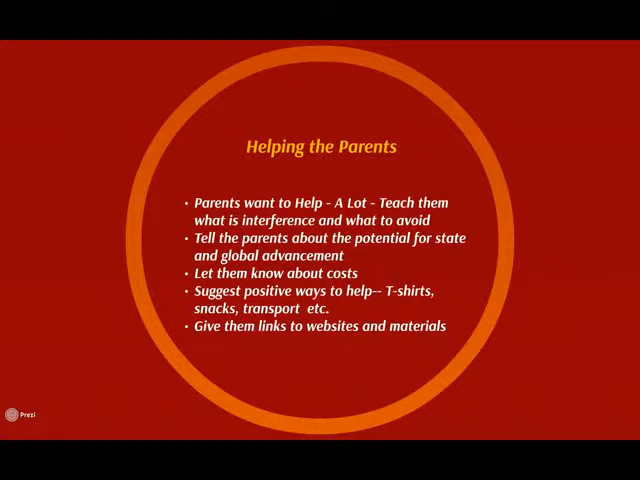 Helping the Parents
• Parents want to Help - A Lot - Teach them
what is interference and what to avoid
• Tell the parents about the potential for state
and global advancement
• Let them know about costs
• Suggest positive ways to help-- T-shirts,
snacks, transport etc.
• Give them links to websites and materials
Prezi